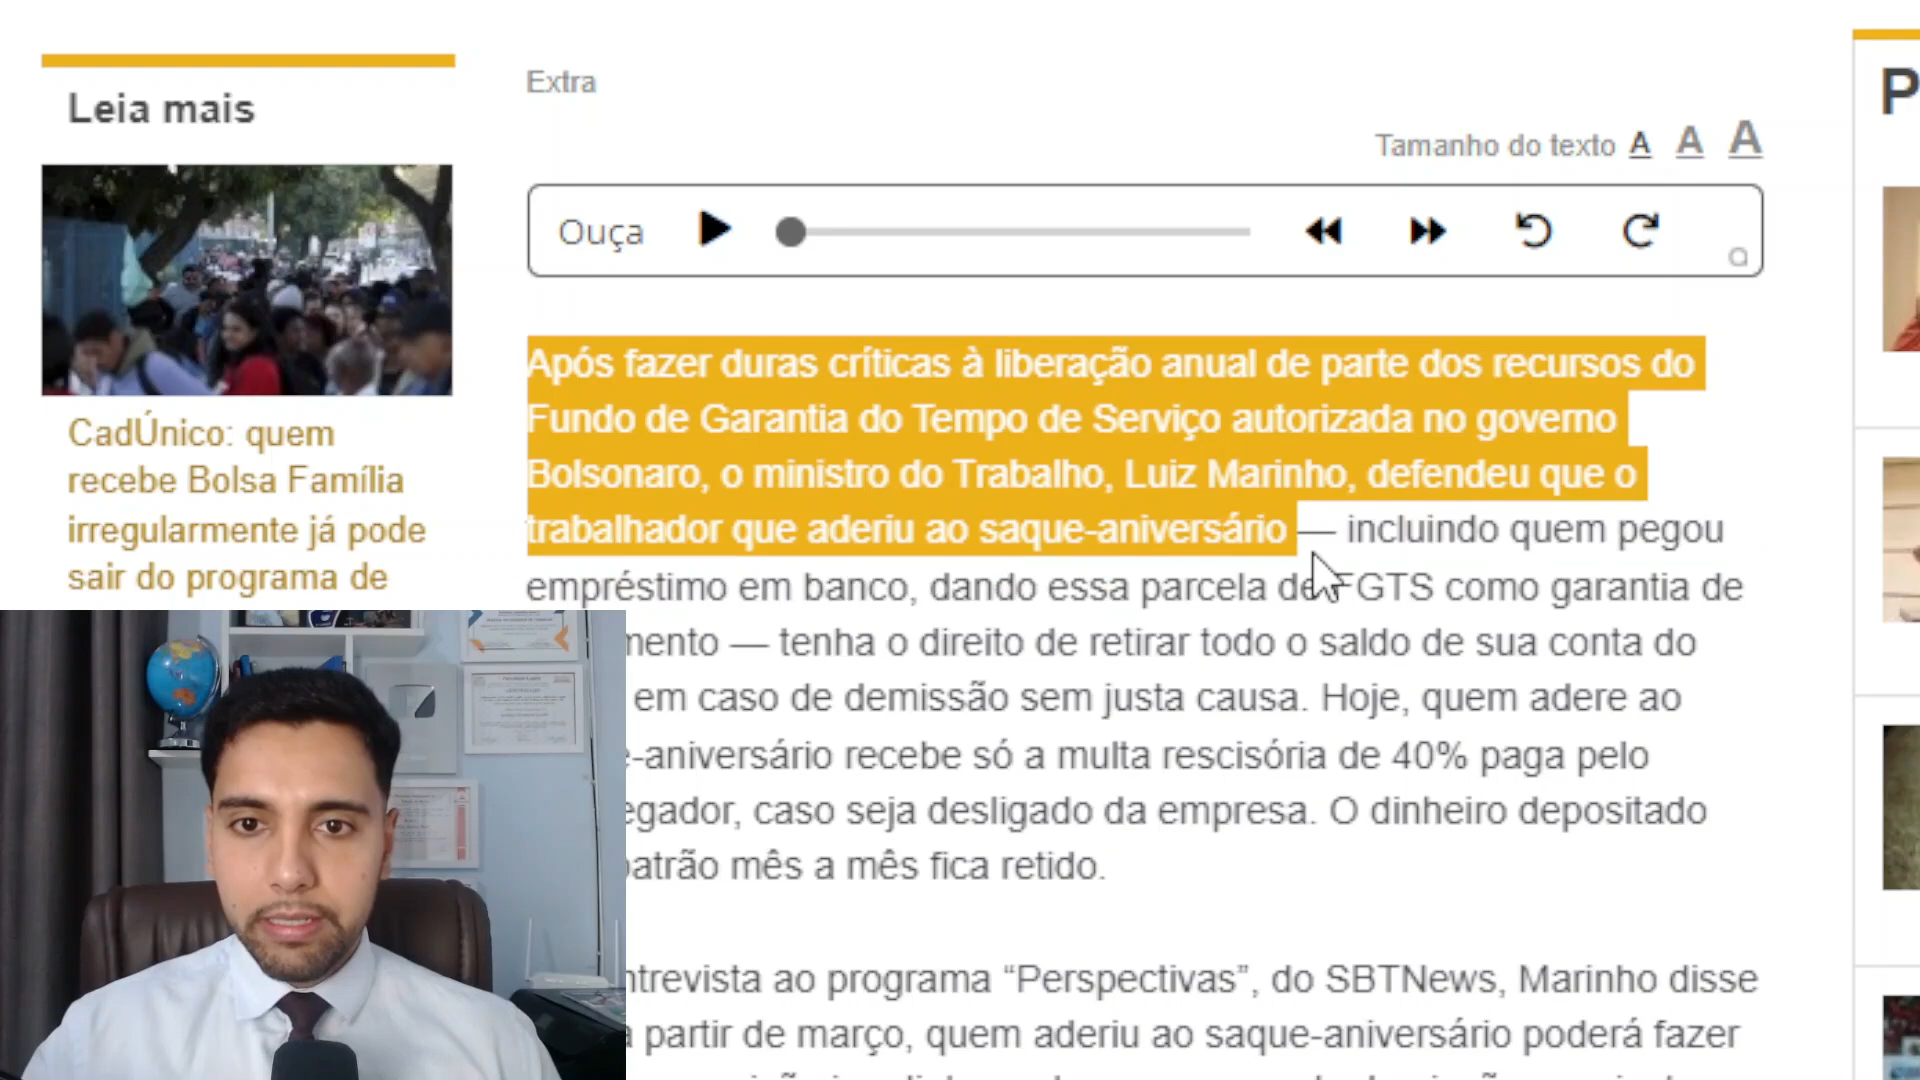 Leia mais
CadÚnico: quem
recebe Bolsa Família
irregularmente já pode
sair do programa de
Extra
Tamanho do texto A A A
Ouça
Após fazer duras críticas à liberação anual de parte dos recursos do
Fundo de Garantia do Tempo de Serviço autorizada no governo
Bolsonaro, o ministro do Trabalho, Luiz Marinho, defendeu que o
trabalhador que aderiu ao saque-aniversário — incluindo quem pegou
empréstimo em banco, dando essa parcela de FGTS como garantia de
mento — tenha o direito de retirar todo o saldo de sua conta do
em caso de demissão sem justa causa. Hoje, quem adere ao
-aniversário recebe só a multa rescisória de 40% paga pelo
egador, caso seja desligado da empresa. O dinheiro depositado
patrão mês a mês fica retido.
ntrevista ao programa “Perspectivas”, do SBTNews, Marinho disse
a partir de março, quem aderiu ao saque-aniversário poderá fazer
P